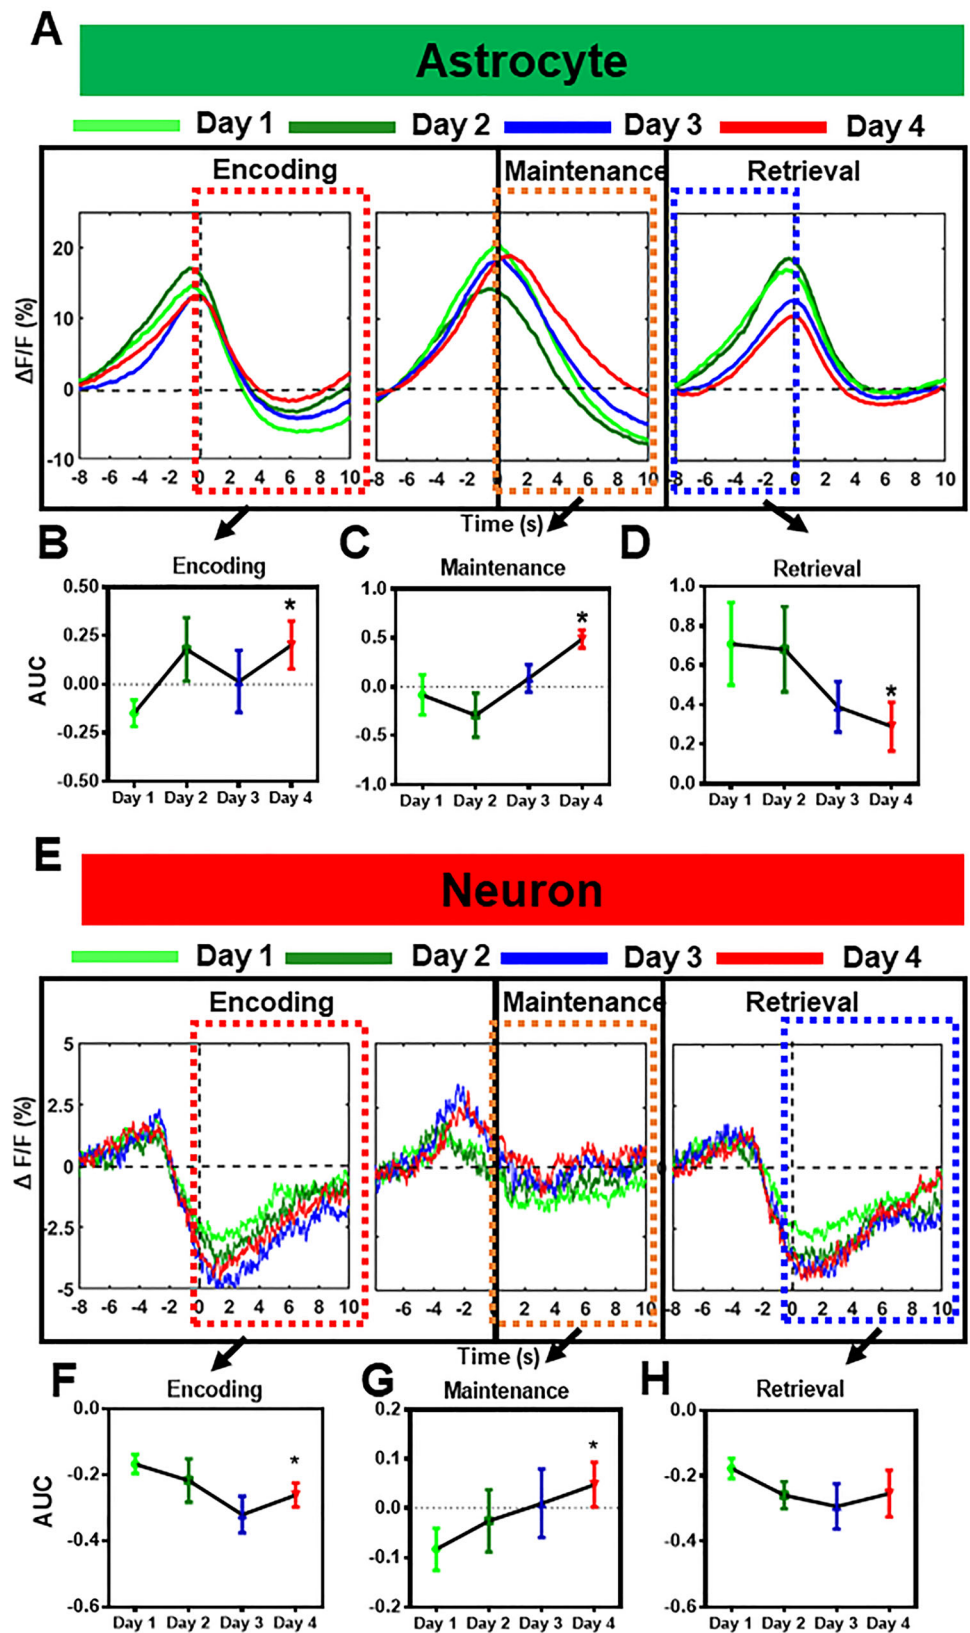 A
Astrocyte
Day 1 Day 2 Day 3 Day 4
Encoding Maintenance Retrieval
ΔF/F (%)
20
10
0
-10
-8 -6 -4 -2 0 2 4 6 8 10 -8 -6 -4 -2 0 2 4 6 8 10 -8 -6 -4 -2 0 2 4 6 8 10
Time (s)
B C D
Encoding Maintenance Retrieval
AUC
0.50
0.25
0.00
-0.25
-0.50
*
Day 1 Day 2 Day 3 Day 4
1.0
0.5
0.0
-0.5
-1.0
*
Day 1 Day 2 Day 3 Day 4
1.0
0.8
0.6
0.4
0.2
0.0
*
Day 1 Day 2 Day 3 Day 4
E
Neuron
Day 1 Day 2 Day 3 Day 4
Encoding Maintenance Retrieval
Δ F/F (%)
5
2.5
0
-2.5
-5
-8 -6 -4 -2 0 2 4 6 8 10 -6 -4 -2 2 4 6 8 10 -8 -6 -4 -2 0 2 4 6 8 10
Time (s)
F G H
Encoding Maintenance Retrieval
AUC
0.0
-0.2
-0.4
-0.6
*
Day 1 Day 2 Day 3 Day 4
0.2
0.1
0.0
-0.1
-0.2
*
Day 1 Day 2 Day 3 Day 4
0.0
-0.2
-0.4
-0.6
Day 1 Day 2 Day 3 Day 4